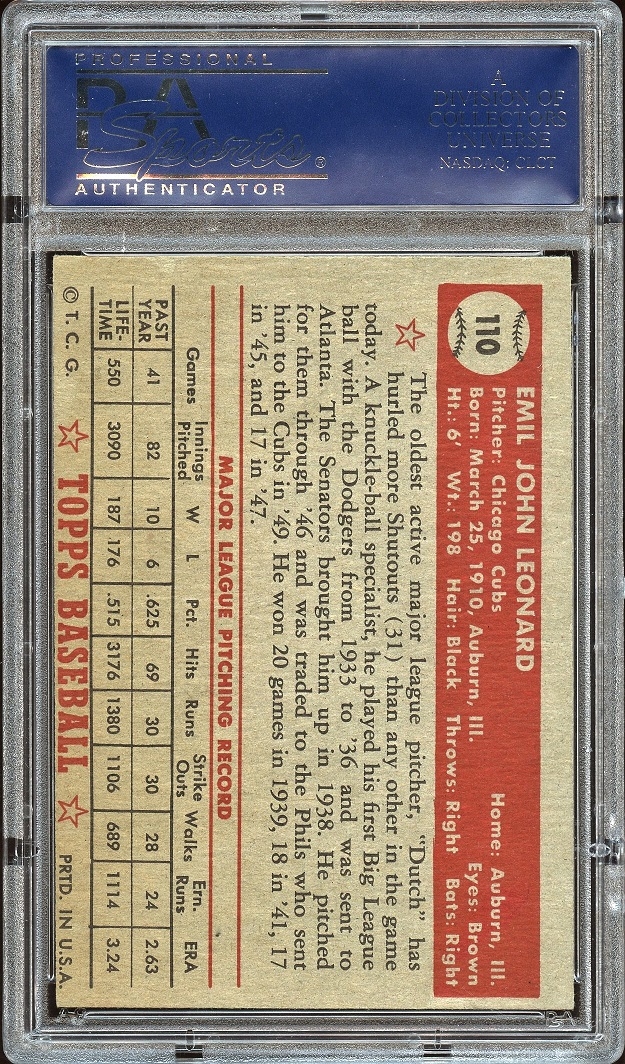 PROFESSIONAL
PSA
Sports ®
AUTHENTICATOR
A
DIVISION OF
COLLECTORS
UNIVERSE
NASDAQ: CLCT
110
EMIL JOHN LEONARD
Pitcher: Chicago Cubs Home: Auburn, Ill.
Born: March 25, 1910, Auburn, Ill. Eyes: Brown
Ht.: 6' Wt.: 198 Hair: Black Throws: Right Bats: Right
The oldest active major league pitcher, "Dutch" has
hurled more Shutouts (31) than any other in the game
today. A knuckle-ball specialist, he played his first Big League
ball with the Dodgers from 1933 to '36 and was sent to
Atlanta. The Senators brought him up in 1938. He pitched
for them through '46 and was traded to the Phils who sent
him to the Cubs in '49. He won 20 games in 1939, 18 in '41, 17
in '45, and 17 in '47.
MAJOR LEAGUE PITCHING RECORD
Games Innings Pitched W L Pct. Hits Runs Strike Outs Walks Ern. Runs ERA
PAST YEAR 41 82 10 6 .625 69 30 30 28 24 2.63
LIFE-TIME 550 3090 187 176 .515 3176 1380 1106 689 1114 3.24
© T. C. G. TOPPS BASEBALL PRTD. IN U.S.A.